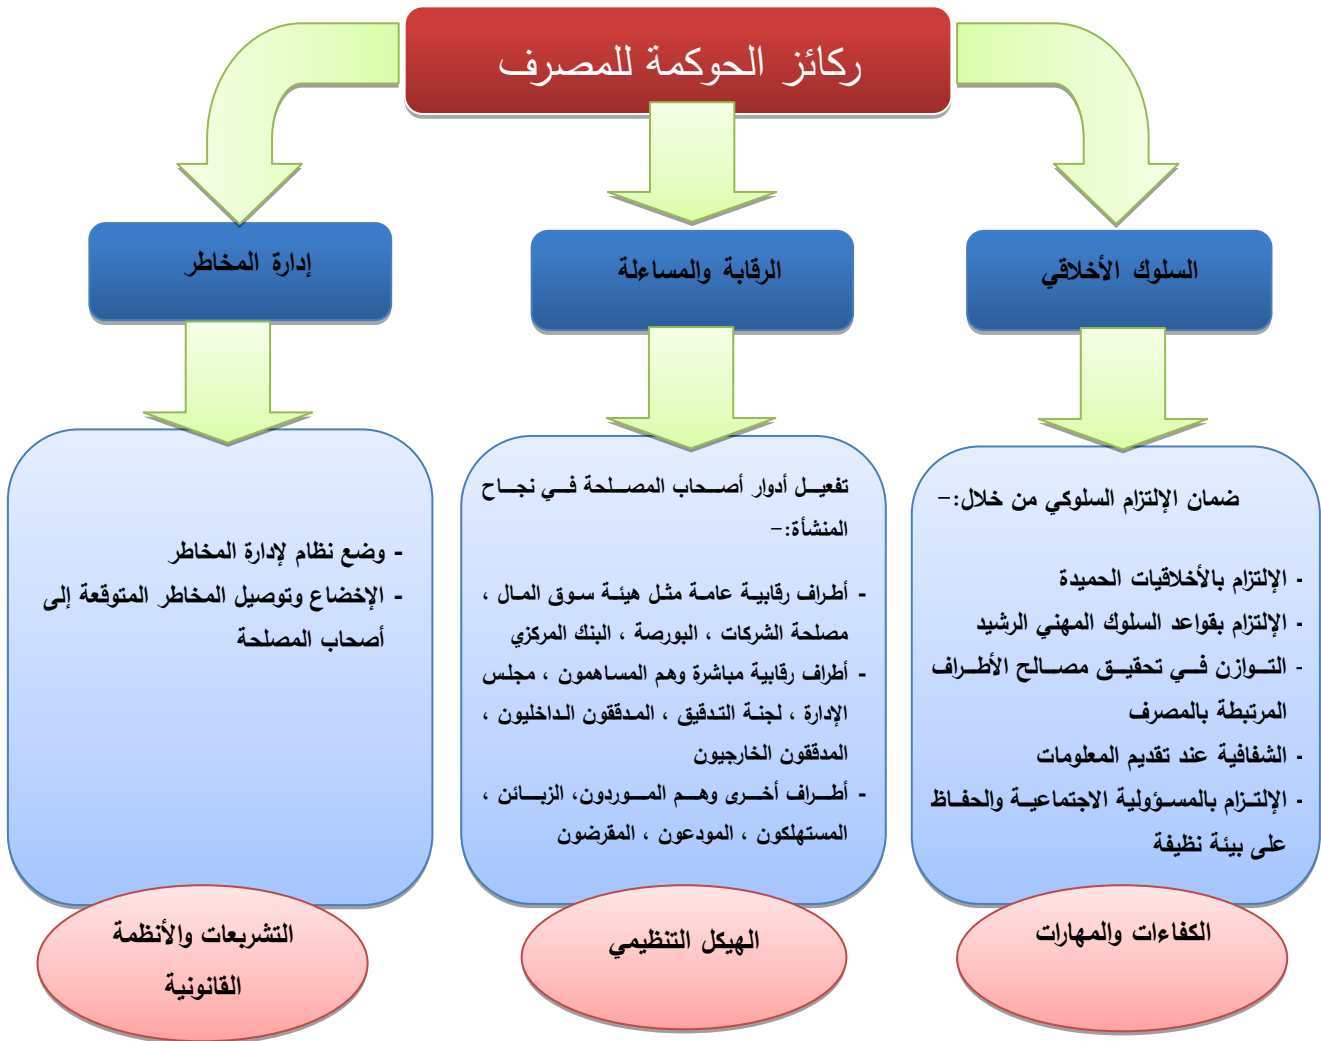 ركائز الحوكمة للمصرف
السلوك الأخلاقي
الرقابة والمساءلة
إدارة المخاطر
ضمان الإلتزام السلوكي من خلال:-
- الإلتزام بالأخلاقيات الحميدة
- الإلتزام بقواعد السلوك المهني الرشيد
- التوازن في تحقيق مصالح الأطراف
المرتبطة بالمصرف
- الشفافية عند تقديم المعلومات
- الإلتزام بالمسؤولية الاجتماعية والحفاظ
على بيئة نظيفة
تفعيل أدوار أصحاب المصلحة في نجاح
المنشأة:-
- أطراف رقابية عامة مثل هيئة سوق المال ،
مصلحة الشركات ، البورصة ، البنك المركزي
- أطراف رقابية مباشرة وهم المساهمون ، مجلس
الإدارة ، لجنة التدقيق ، المدققون الداخليون ،
المدققون الخارجيون
- أطراف أخرى وهم الموردون، الزبائن ،
المستهلكون ، المودعون ، المقرضون
- وضع نظام لإدارة المخاطر
- الإخضاع وتوصيل المخاطر المتوقعة إلى
أصحاب المصلحة
الكفاءات والمهارات
الهيكل التنظيمي
التشريعات والأنظمة
القانونية